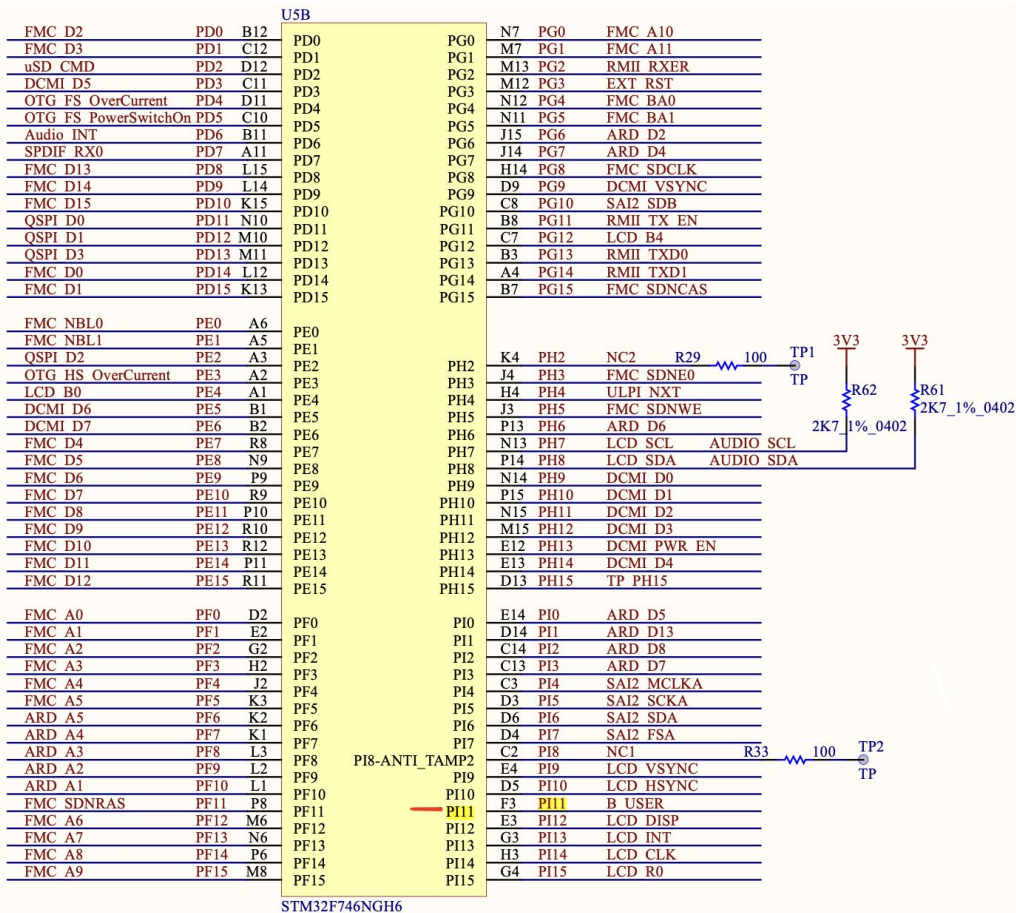 U5B
FMC D2 PD0 B12 PD0 PG0 N7 PG0 FMC A10
FMC D3 PD1 C12 PD1 PG1 M7 PG1 FMC A11
uSD CMD PD2 D12 PD2 PG2 M13 PG2 RMII RXER
DCMI D5 PD3 C11 PD3 PG3 M12 PG3 EXT RST
OTG FS OverCurrent PD4 D11 PD4 PG4 N12 PG4 FMC BA0
OTG FS PowerSwitchOn PD5 C10 PD5 PG5 N11 PG5 FMC BA1
Audio INT PD6 B11 PD6 PG6 J15 PG6 ARD D2
SPDIF RX0 PD7 A11 PD7 PG7 J14 PG7 ARD D4
FMC D13 PD8 L15 PD8 PG8 H14 PG8 FMC SDCLK
FMC D14 PD9 L14 PD9 PG9 D9 PG9 DCMI VSYNC
FMC D15 PD10 K15 PD10 PG10 C8 PG10 SAI2 SDB
QSPI D0 PD11 N10 PD11 PG11 B8 PG11 RMII TX EN
QSPI D1 PD12 M10 PD12 PG12 C7 PG12 LCD B4
QSPI D3 PD13 M11 PD13 PG13 B3 PG13 RMII TXD0
FMC D0 PD14 L12 PD14 PG14 A4 PG14 RMII TXD1
FMC D1 PD15 K13 PD15 PG15 B7 PG15 FMC SDNCAS
FMC NBL0 PE0 A6 PE0
FMC NBL1 PE1 A5 PE1 3V3 3V3
QSPI D2 PE2 A3 PE2 PH2 K4 PH2 NC2 R29 100 TP1 TP
OTG HS OverCurrent PE3 A2 PE3 PH3 J4 PH3 FMC SDNE0
LCD B0 PE4 A1 PE4 PH4 H4 PH4 ULPI NXT R62 R61
DCMI D6 PE5 B1 PE5 PH5 J3 PH5 FMC SDNWE 2K7_1%_0402
DCMI D7 PE6 B2 PE6 PH6 P13 PH6 ARD D6 2K7_1%_0402
FMC D4 PE7 R8 PE7 PH7 N13 PH7 LCD SCL AUDIO SCL
FMC D5 PE8 N9 PE8 PH8 P14 PH8 LCD SDA AUDIO SDA
FMC D6 PE9 P9 PE9 PH9 N14 PH9 DCMI D0
FMC D7 PE10 R9 PE10 PH10 P15 PH10 DCMI D1
FMC D8 PE11 P10 PE11 PH11 N15 PH11 DCMI D2
FMC D9 PE12 R10 PE12 PH12 M15 PH12 DCMI D3
FMC D10 PE13 R12 PE13 PH13 E12 PH13 DCMI PWR EN
FMC D11 PE14 P11 PE14 PH14 E13 PH14 DCMI D4
FMC D12 PE15 R11 PE15 PH15 D13 PH15 TP PH15
FMC A0 PF0 D2 PF0 PI0 E14 PI0 ARD D5
FMC A1 PF1 E2 PF1 PI1 D14 PI1 ARD D13
FMC A2 PF2 G2 PF2 PI2 C14 PI2 ARD D8
FMC A3 PF3 H2 PF3 PI3 C13 PI3 ARD D7
FMC A4 PF4 J2 PF4 PI4 C3 PI4 SAI2 MCLKA
FMC A5 PF5 K3 PF5 PI5 D3 PI5 SAI2 SCKA
ARD A5 PF6 K2 PF6 PI6 D6 PI6 SAI2 SDA
ARD A4 PF7 K1 PF7 PI7 D4 PI7 SAI2 FSA
ARD A3 PF8 L3 PF8 PI8-ANTI_TAMP2 C2 PI8 NC1 R33 100 TP2 TP
ARD A2 PF9 L2 PF9 PI9 E4 PI9 LCD VSYNC
ARD A1 PF10 L1 PF10 PI10 D5 PI10 LCD HSYNC
FMC SDNRAS PF11 P8 PF11 PI11 F3 PI11 B USER
FMC A6 PF12 M6 PF12 PI12 E3 PI12 LCD DISP
FMC A7 PF13 N6 PF13 PI13 G3 PI13 LCD INT
FMC A8 PF14 P6 PF14 PI14 H3 PI14 LCD CLK
FMC A9 PF15 M8 PF15 PI15 G4 PI15 LCD R0
STM32F746NGH6